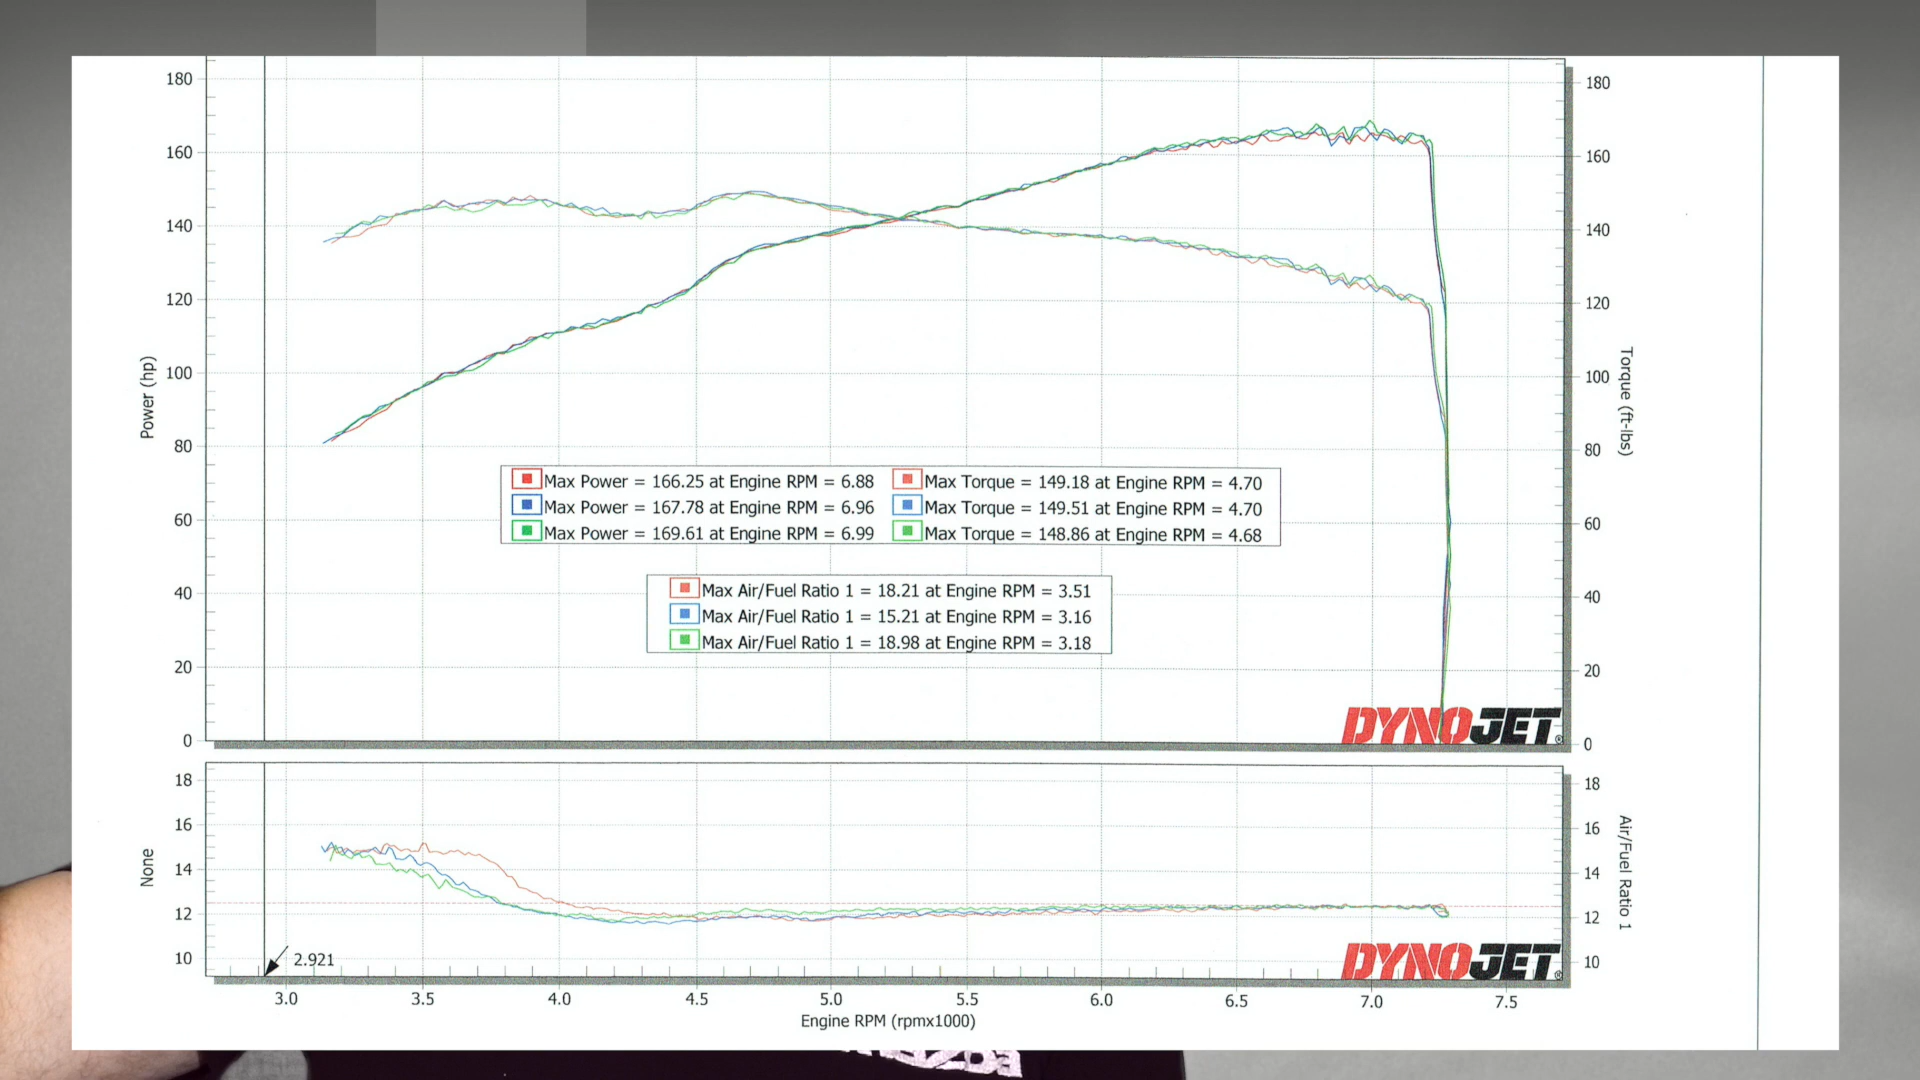 180
160
140
120
100
80
60
40
20
0
Power (hp)
180
160
140
120
100
80
60
40
20
0
Torque (ft-lbs)
Max Power = 166.25 at Engine RPM = 6.88
Max Torque = 149.18 at Engine RPM = 4.70
Max Power = 167.78 at Engine RPM = 6.96
Max Torque = 149.51 at Engine RPM = 4.70
Max Power = 169.61 at Engine RPM = 6.99
Max Torque = 148.86 at Engine RPM = 4.68
Max Air/Fuel Ratio 1 = 18.21 at Engine RPM = 3.51
Max Air/Fuel Ratio 1 = 15.21 at Engine RPM = 3.16
Max Air/Fuel Ratio 1 = 18.98 at Engine RPM = 3.18
DYNOJET®
18
16
14
12
10
None
18
16
14
12
10
Air/Fuel Ratio 1
2.921
DYNOJET®
3.0 3.5 4.0 4.5 5.0 5.5 6.0 6.5 7.0 7.5
Engine RPM (rpmx1000)